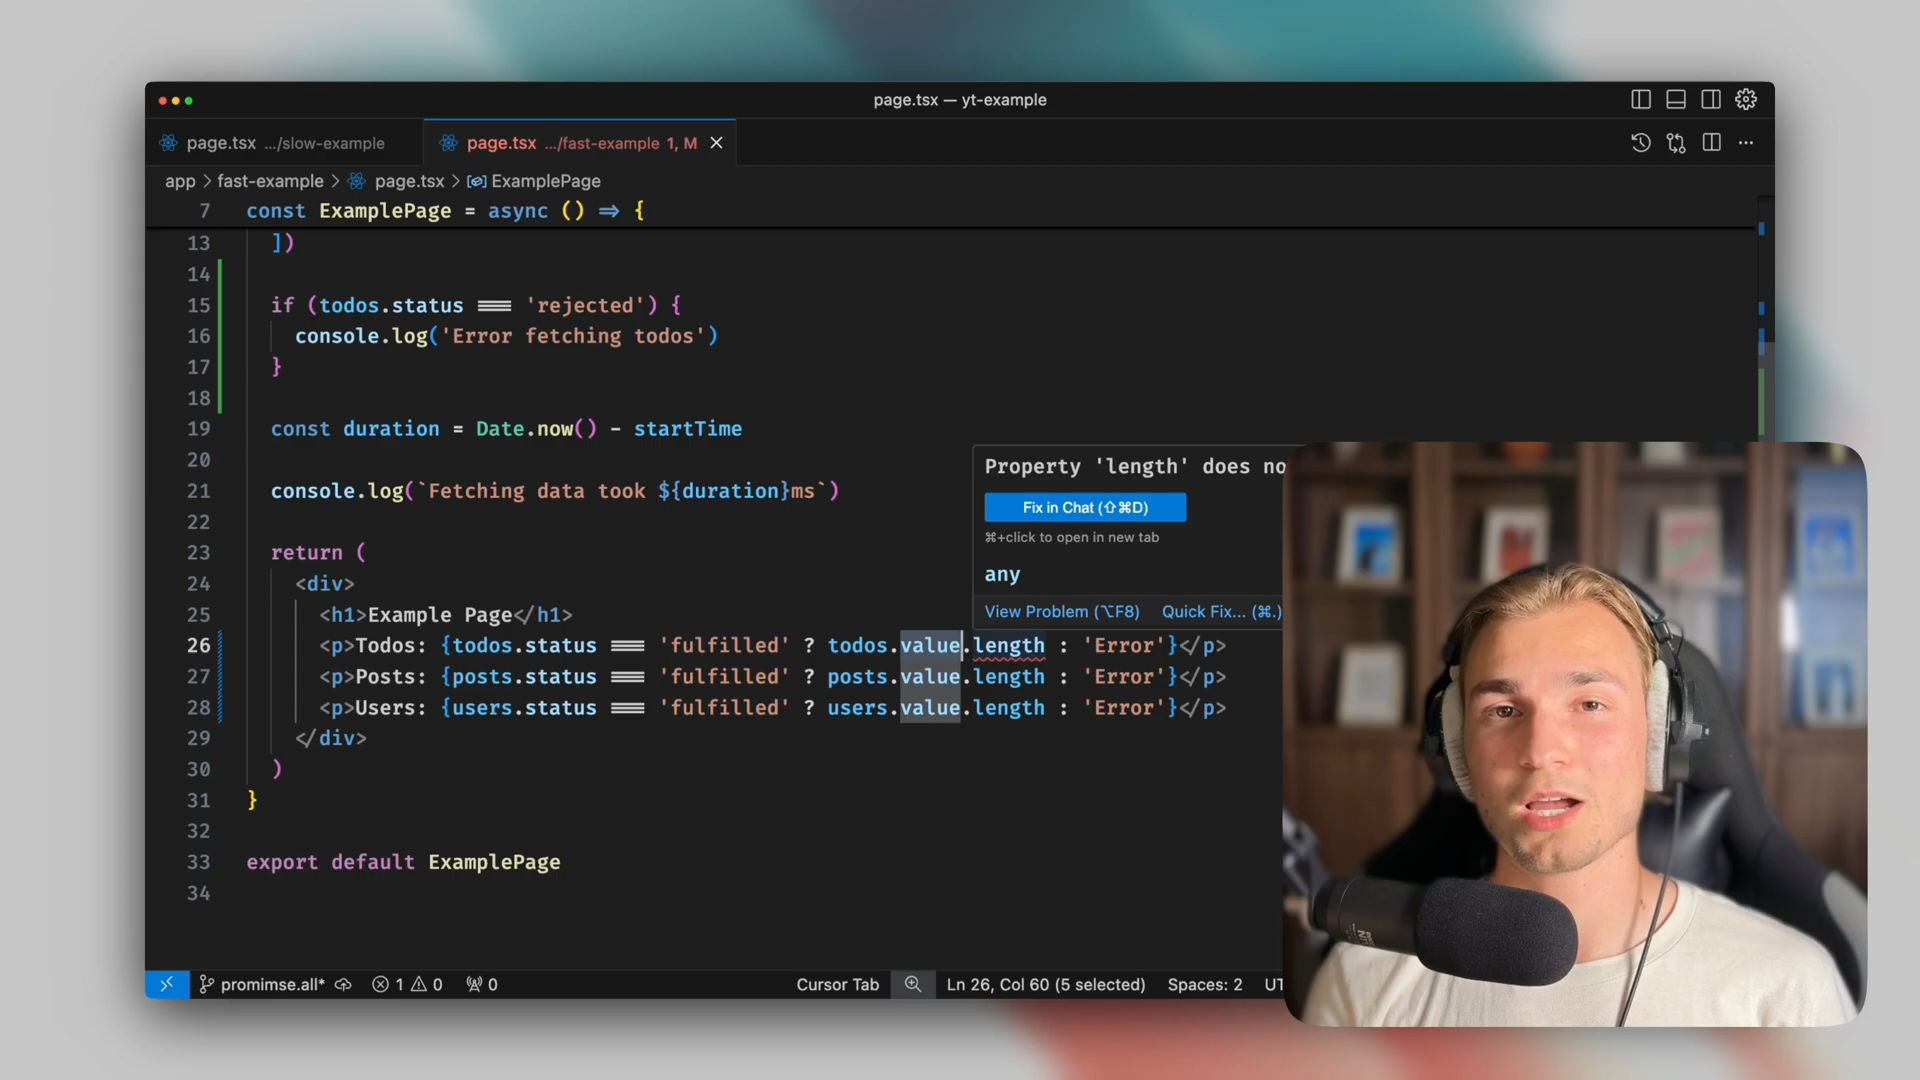 page.tsx — yt-example
page.tsx .../slow-example
page.tsx .../fast-example 1, M
app > fast-example > page.tsx > ExamplePage
7 const ExamplePage = async () => {
13 ])
14
15 if (todos.status === 'rejected') {
16 console.log('Error fetching todos')
17 }
18
19 const duration = Date.now() - startTime
20
21 console.log(`Fetching data took ${duration}ms`)
22
23 return (
24 <div>
25 <h1>Example Page</h1>
26 <p>Todos: {todos.status === 'fulfilled' ? todos.value.length : 'Error'}</p>
27 <p>Posts: {posts.status === 'fulfilled' ? posts.value.length : 'Error'}</p>
28 <p>Users: {users.status === 'fulfilled' ? users.value.length : 'Error'}</p>
29 </div>
30 )
31 }
32
33 export default ExamplePage
34
Property 'length' does no
Fix in Chat (⇧⌘D)
⌘+click to open in new tab
any
View Problem (⌥F8) Quick Fix... (⌘.)
promimse.all* 1 0 0 Cursor Tab Ln 26, Col 60 (5 selected) Spaces: 2 UT